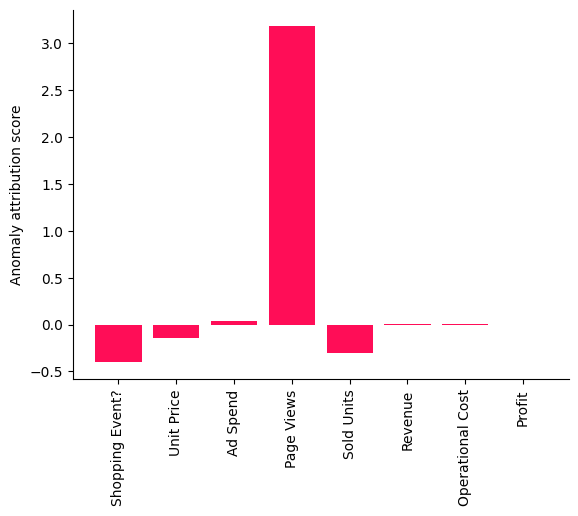 Anomaly attribution score
3.0
2.5
2.0
1.5
1.0
0.5
0.0
−0.5
Shopping Event?
Unit Price
Ad Spend
Page Views
Sold Units
Revenue
Operational Cost
Profit